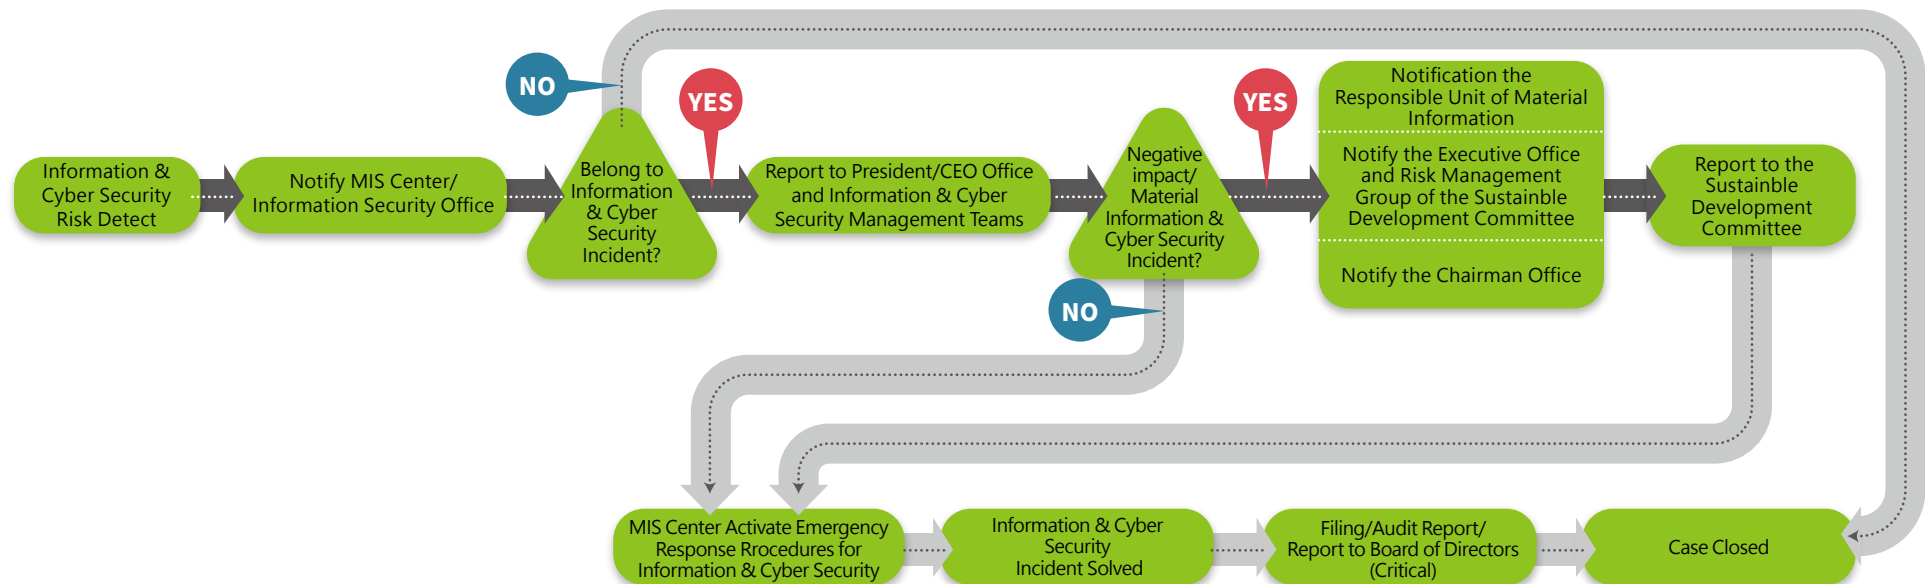 Information &
Cyber Security
Risk Detect
Notify MIS Center/
Information Security Office
NO
Belong to
Information
& Cyber
Security
Incident?
YES
Report to President/CEO Office
and Information & Cyber
Security Management Teams
Negative
impact/
Material
Information &
Cyber Security
Incident?
YES
NO
Notification the
Responsible Unit of Material
Information
Notify the Executive Office
and Risk Management
Group of the Sustainble
Development Committee
Notify the Chairman Office
Report to the
Sustainble
Development
Committee
MIS Center Activate Emergency
Response Rrocedures for
Information & Cyber Security
Information & Cyber
Security
Incident Solved
Filing/Audit Report/
Report to Board of Directors
(Critical)
Case Closed